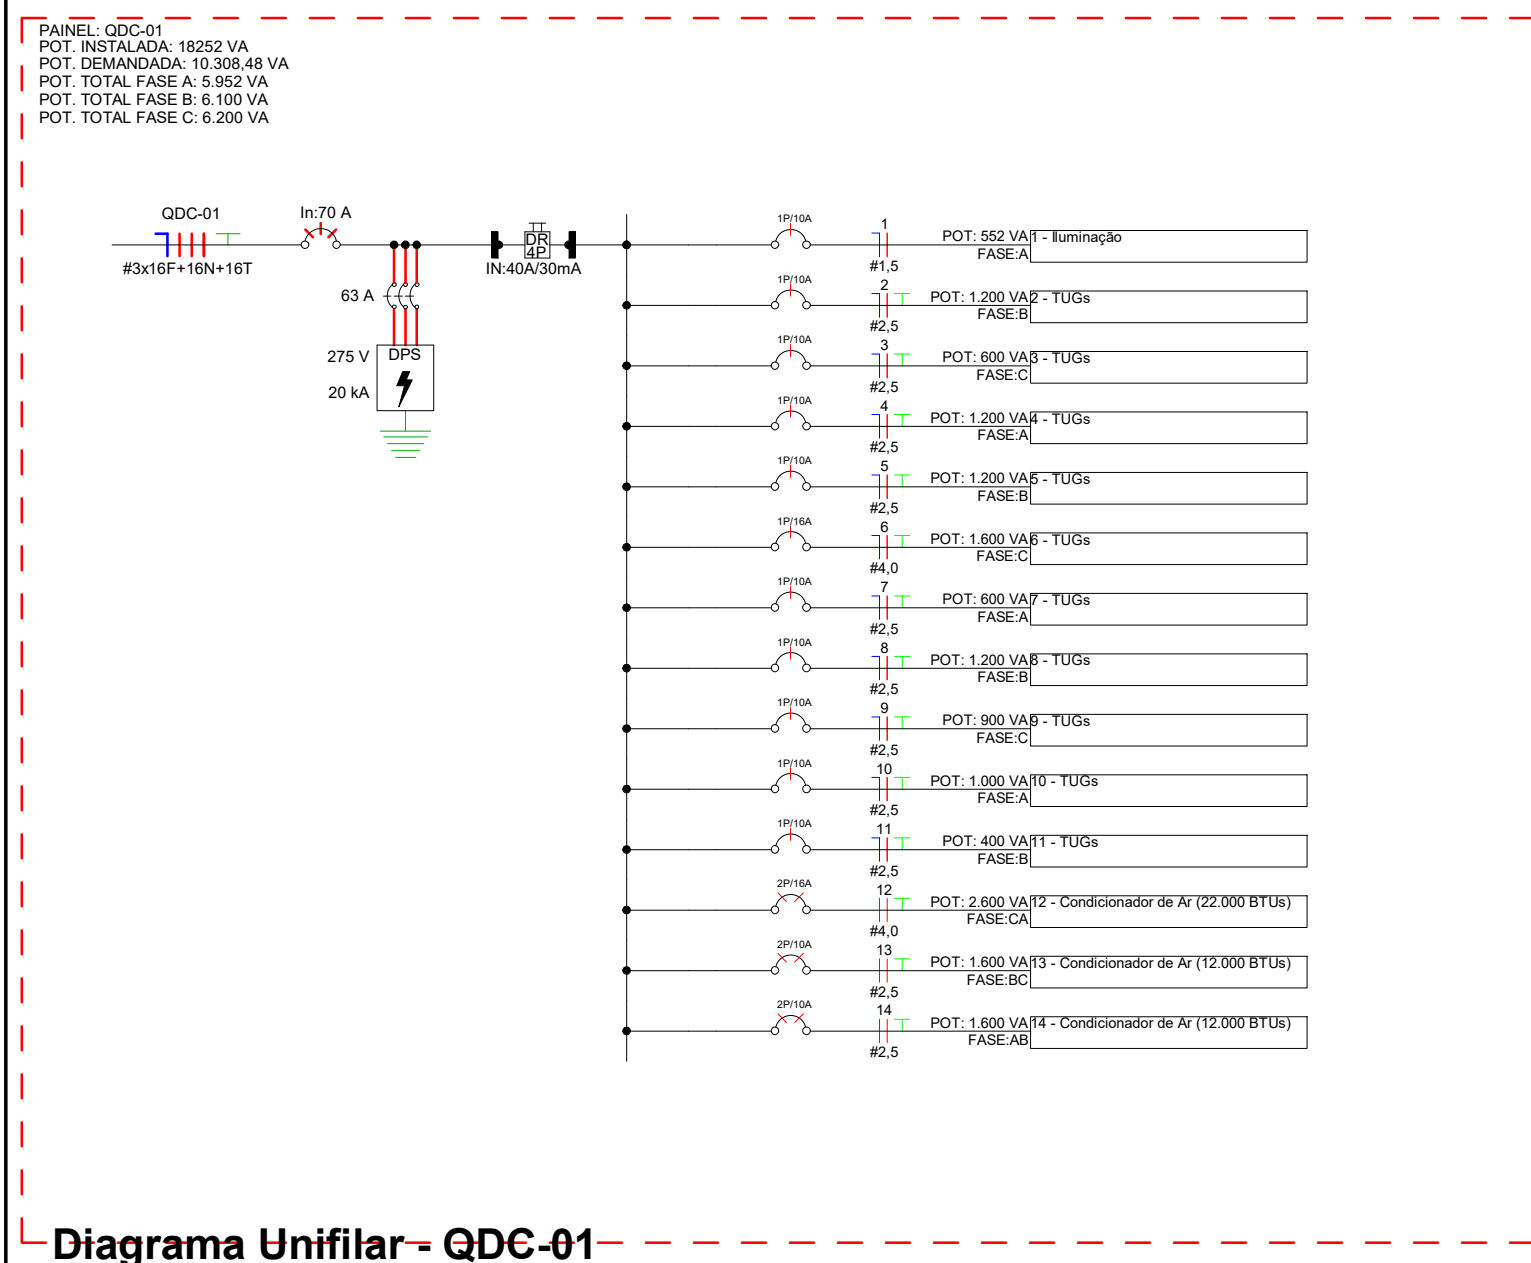 PAINEL: QDC-01
POT. INSTALADA: 18252 VA
POT. DEMANDADA: 10.308,48 VA
POT. TOTAL FASE A: 5.952 VA
POT. TOTAL FASE B: 6.100 VA
POT. TOTAL FASE C: 6.200 VA
QDC-01
#3x16F+16N+16T
In:70 A
63 A
275 V
20 kA
DPS
DR
4P
IN:40A/30mA
1P/10A
1
#1,5
POT: 552 VA
FASE:A
1 - Iluminação
1P/10A
2
#2,5
POT: 1.200 VA
FASE:B
2 - TUGs
1P/10A
3
#2,5
POT: 600 VA
FASE:C
3 - TUGs
1P/10A
4
#2,5
POT: 1.200 VA
FASE:A
4 - TUGs
1P/10A
5
#2,5
POT: 1.200 VA
FASE:B
5 - TUGs
1P/16A
6
#4,0
POT: 1.600 VA
FASE:C
6 - TUGs
1P/10A
7
#2,5
POT: 600 VA
FASE:A
7 - TUGs
1P/10A
8
#2,5
POT: 1.200 VA
FASE:B
8 - TUGs
1P/10A
9
#2,5
POT: 900 VA
FASE:C
9 - TUGs
1P/10A
10
#2,5
POT: 1.000 VA
FASE:A
10 - TUGs
1P/10A
11
#2,5
POT: 400 VA
FASE:B
11 - TUGs
2P/16A
12
#4,0
POT: 2.600 VA
FASE:CA
12 - Condicionador de Ar (22.000 BTUs)
2P/10A
13
#2,5
POT: 1.600 VA
FASE:BC
13 - Condicionador de Ar (12.000 BTUs)
2P/10A
14
#2,5
POT: 1.600 VA
FASE:AB
14 - Condicionador de Ar (12.000 BTUs)
Diagrama Unifilar - QDC-01